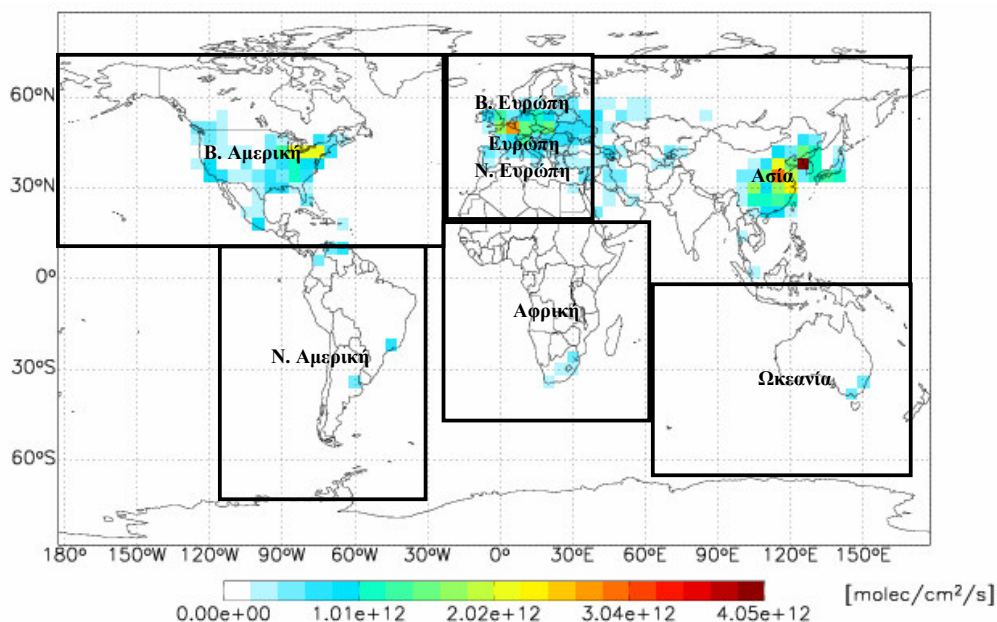 60ºN
30ºN
0º
30ºS
60ºS
Β. Αμερική
Β. Ευρώπη
Ευρώπη
Ν. Ευρώπη
Ασία
Αφρική
Ν. Αμερική
Ωκεανία
180ºW 150ºW 120ºW 90ºW 60ºW 30ºW 0º 30ºE 60ºE 90ºE 120ºE 150ºE
0.00e+00 1.01e+12 2.02e+12 3.04e+12 4.05e+12
[molec/cm²/s]